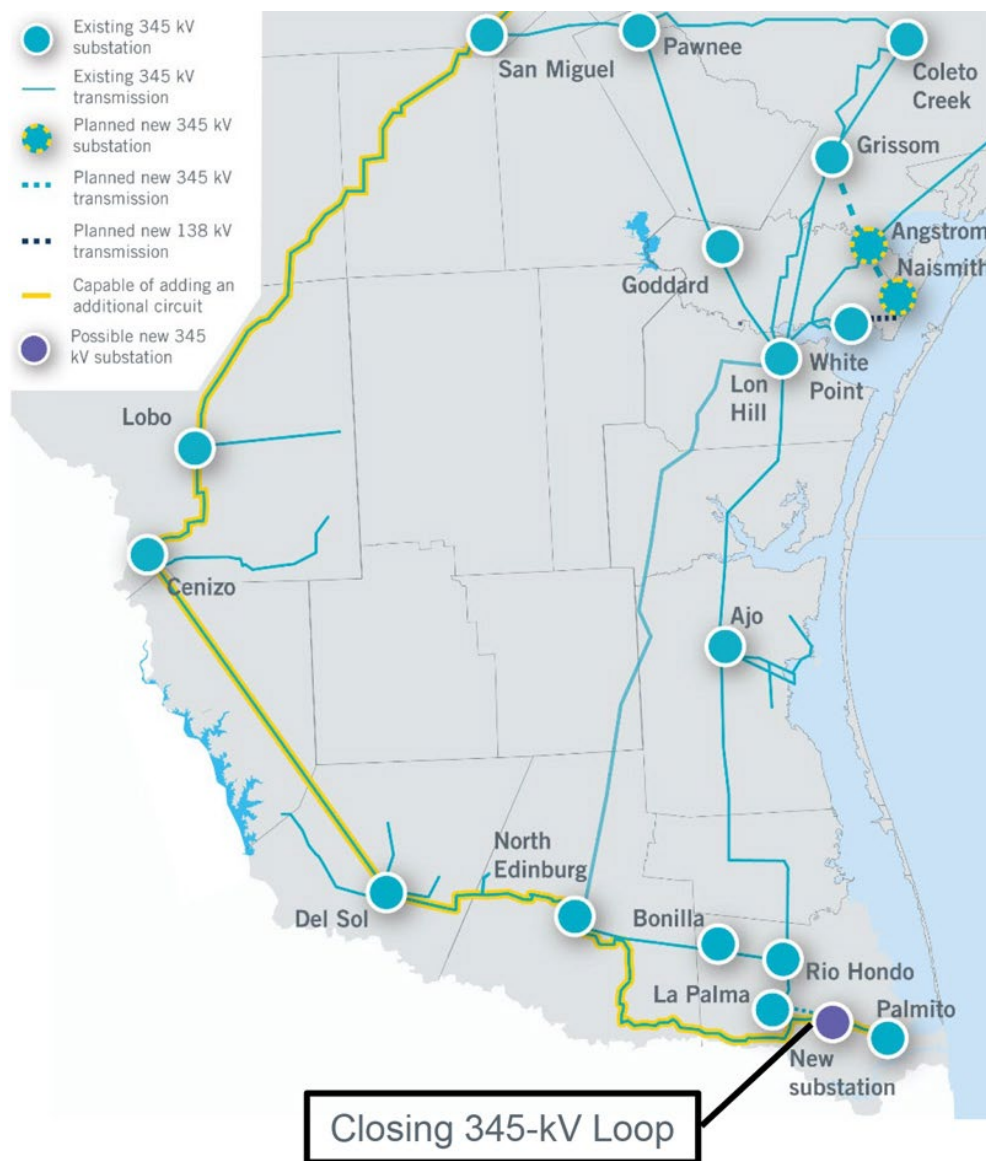 Existing 345 kV
substation
Existing 345 kV
transmission
Planned new 345 kV
substation
Planned new 345 kV
transmission
Planned new 138 kV
transmission
Capable of adding an
additional circuit
Possible new 345
kV substation
San Miguel
Pawnee
Coleto
Creek
Grissom
Angstrom
Naismith
Goddard
White
Point
Lon
Hill
Lobo
Cenizo
Ajo
North
Edinburg
Del Sol
Bonilla
Rio Hondo
La Palma
Palmito
New
substation
Closing 345-kV Loop